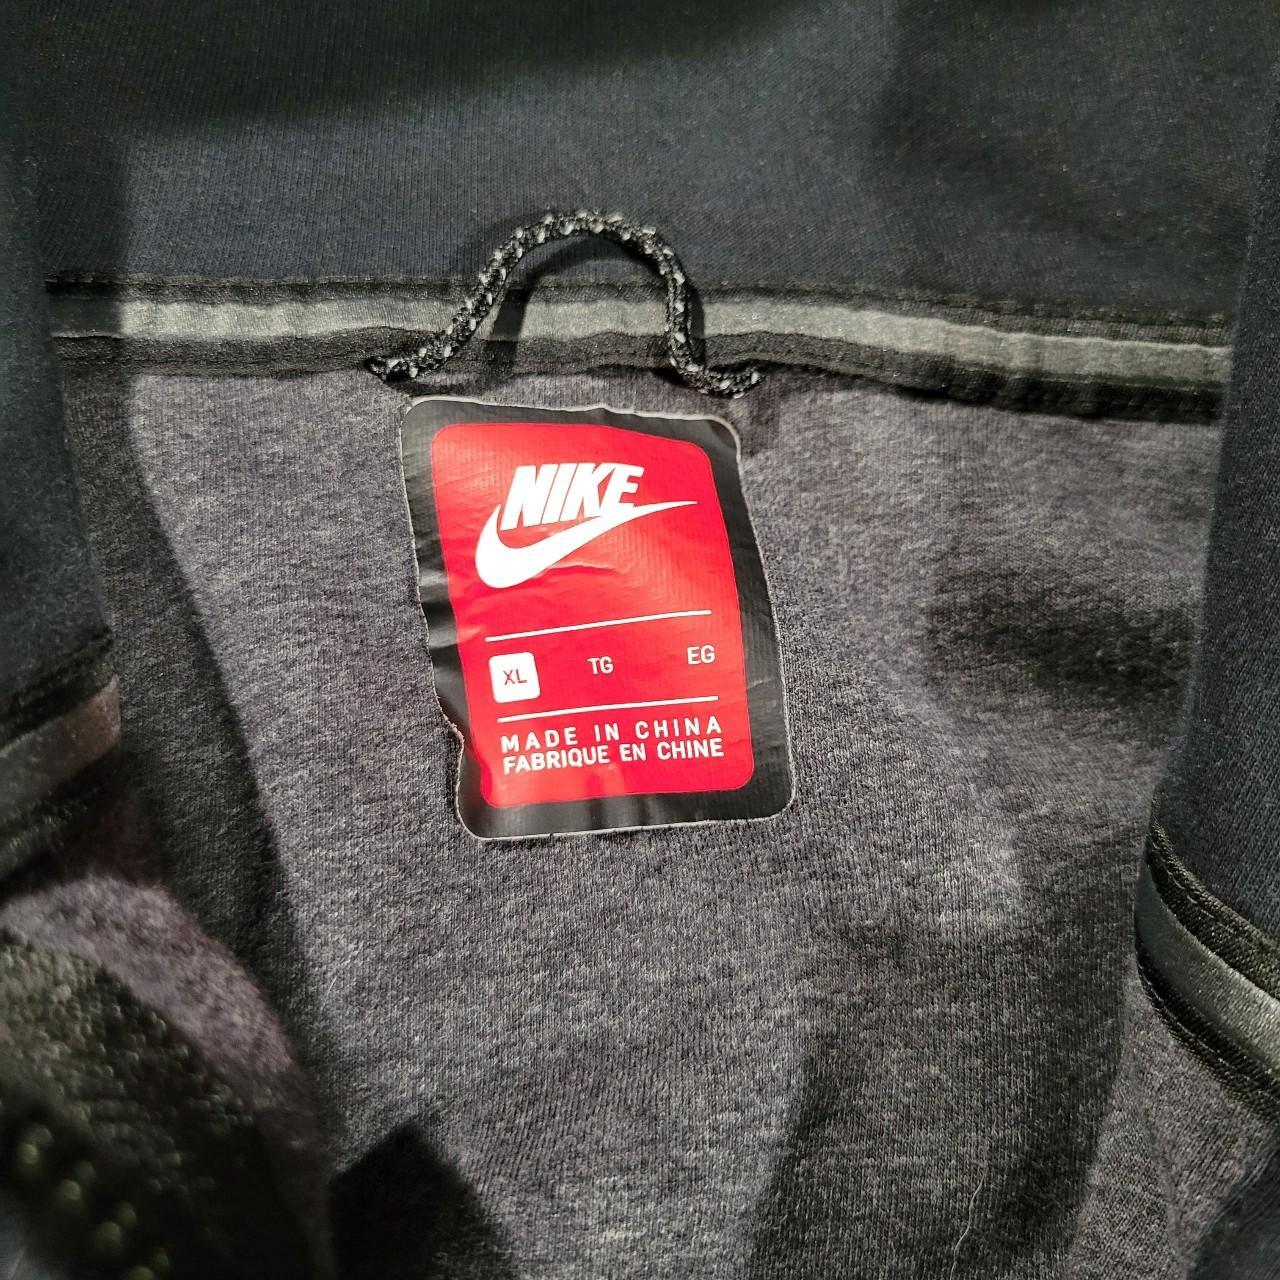 NIKE
XL TG EG
MADE IN CHINA
FABRIQUE EN CHINE